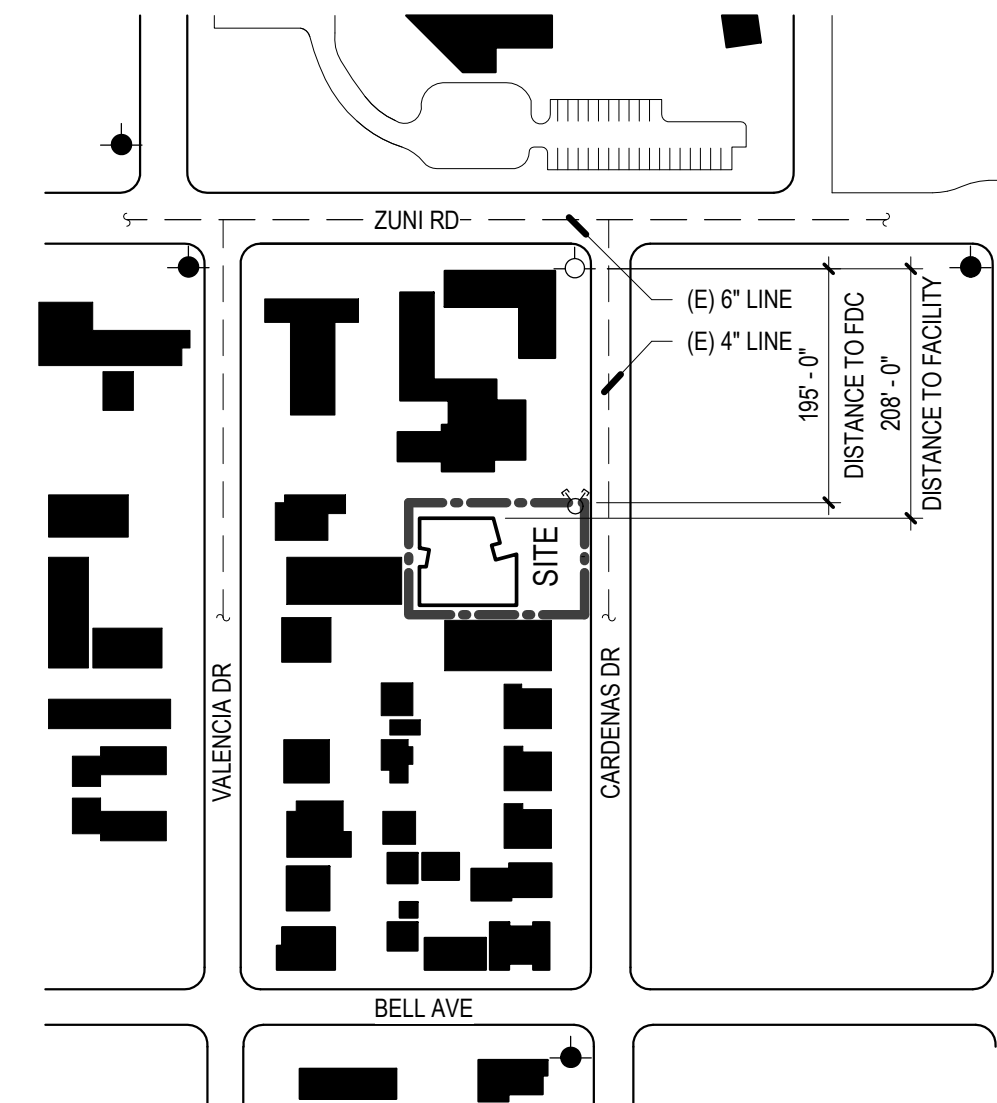 ZUNI RD
(E) 6" LINE
(E) 4" LINE
195' - 0"
DISTANCE TO FDC
208' - 0"
DISTANCE TO FACILITY
SITE
VALENCIA DR
CARDENAS DR
BELL AVE